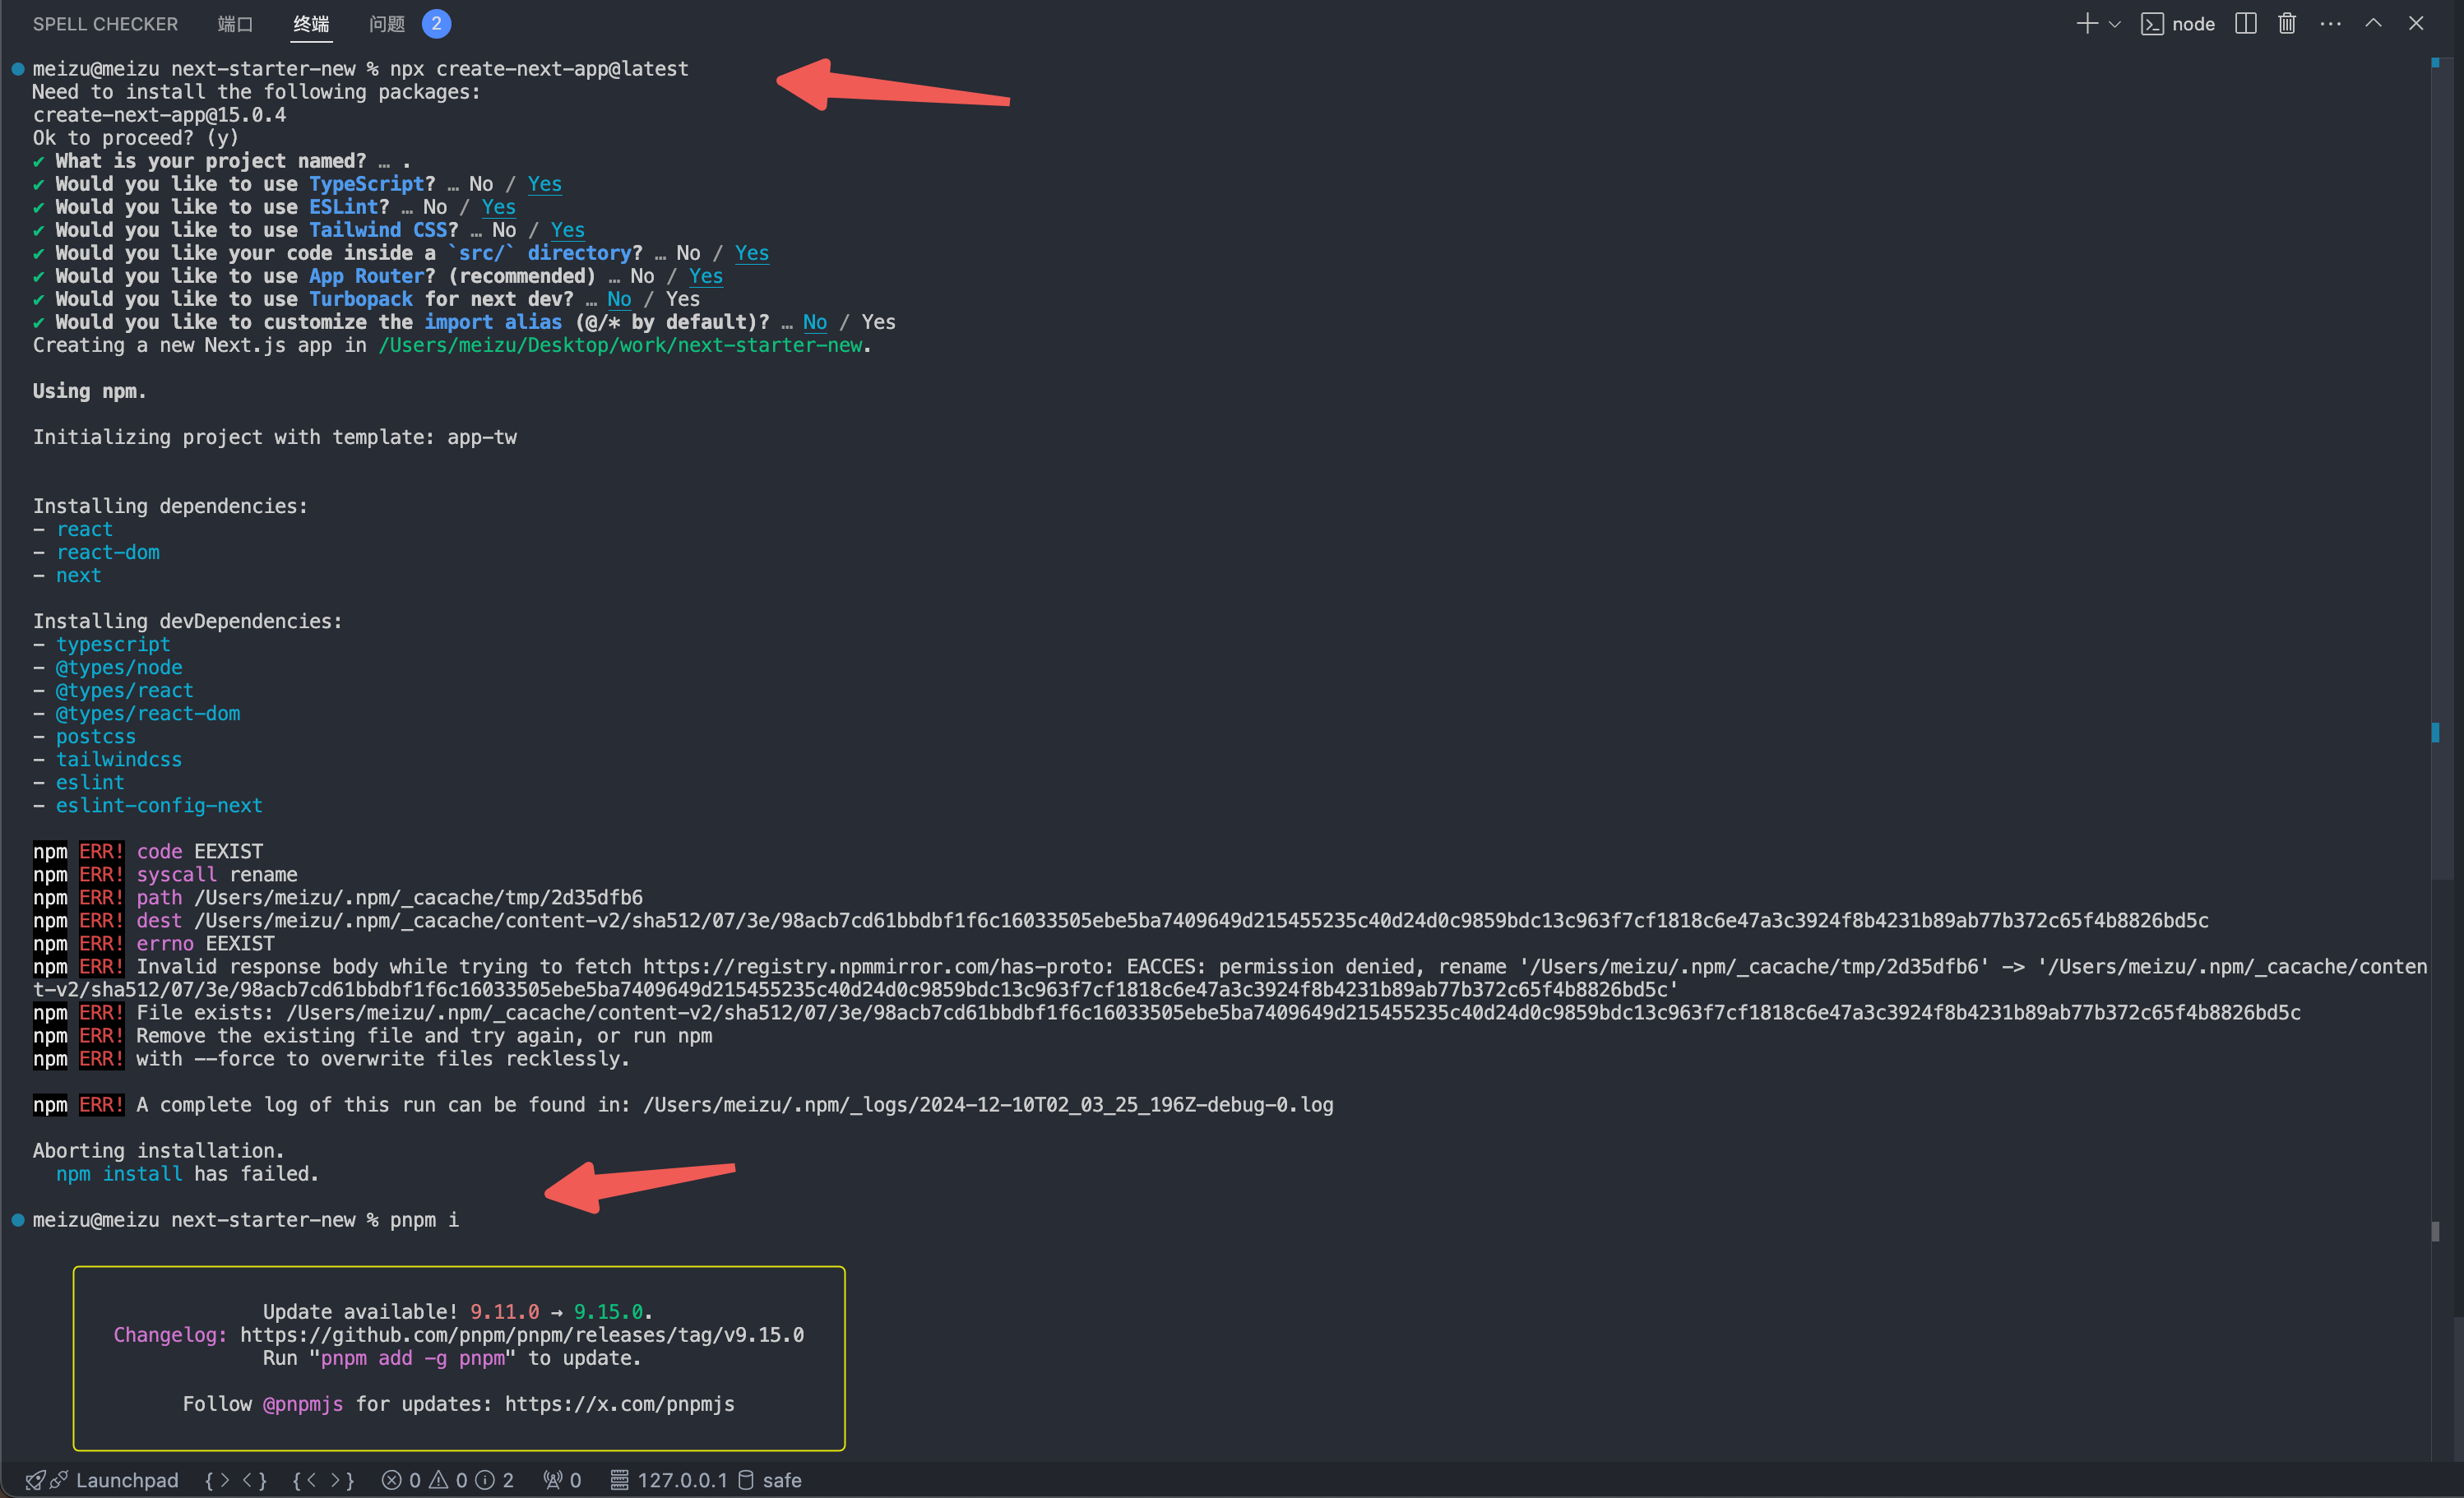 SPELL CHECKER 端口 终端 问题 2 node
meizu@meizu next-starter-new % npx create-next-app@latest
Need to install the following packages:
create-next-app@15.0.4
Ok to proceed? (y)
✔ What is your project named? … .
✔ Would you like to use TypeScript? … No / Yes
✔ Would you like to use ESLint? … No / Yes
✔ Would you like to use Tailwind CSS? … No / Yes
✔ Would you like your code inside a `src/` directory? … No / Yes
✔ Would you like to use App Router? (recommended) … No / Yes
✔ Would you like to use Turbopack for next dev? … No / Yes
✔ Would you like to customize the import alias (@/* by default)? … No / Yes
Creating a new Next.js app in /Users/meizu/Desktop/work/next-starter-new.
Using npm.
Initializing project with template: app-tw
Installing dependencies:
- react
- react-dom
- next
Installing devDependencies:
- typescript
- @types/node
- @types/react
- @types/react-dom
- postcss
- tailwindcss
- eslint
- eslint-config-next
npm ERR! code EEXIST
npm ERR! syscall rename
npm ERR! path /Users/meizu/.npm/_cacache/tmp/2d35dfb6
npm ERR! dest /Users/meizu/.npm/_cacache/content-v2/sha512/07/3e/98acb7cd61bbdbf1f6c16033505ebe5ba7409649d215455235c40d24d0c9859bdc13c963f7cf1818c6e47a3c3924f8b4231b89ab77b372c65f4b8826bd5c
npm ERR! errno EEXIST
npm ERR! Invalid response body while trying to fetch https://registry.npmmirror.com/has-proto: EACCES: permission denied, rename '/Users/meizu/.npm/_cacache/tmp/2d35dfb6' -> '/Users/meizu/.npm/_cacache/conten
t-v2/sha512/07/3e/98acb7cd61bbdbf1f6c16033505ebe5ba7409649d215455235c40d24d0c9859bdc13c963f7cf1818c6e47a3c3924f8b4231b89ab77b372c65f4b8826bd5c'
npm ERR! File exists: /Users/meizu/.npm/_cacache/content-v2/sha512/07/3e/98acb7cd61bbdbf1f6c16033505ebe5ba7409649d215455235c40d24d0c9859bdc13c963f7cf1818c6e47a3c3924f8b4231b89ab77b372c65f4b8826bd5c
npm ERR! Remove the existing file and try again, or run npm
npm ERR! with --force to overwrite files recklessly.
npm ERR! A complete log of this run can be found in: /Users/meizu/.npm/_logs/2024-12-10T02_03_25_196Z-debug-0.log
Aborting installation.
npm install has failed.
meizu@meizu next-starter-new % pnpm i
Update available! 9.11.0 → 9.15.0.
Changelog: https://github.com/pnpm/pnpm/releases/tag/v9.15.0
Run "pnpm add -g pnpm" to update.
Follow @pnpmjs for updates: https://x.com/pnpmjs
Launchpad {> <} {< >} 0 0 2 0 127.0.0.1 safe